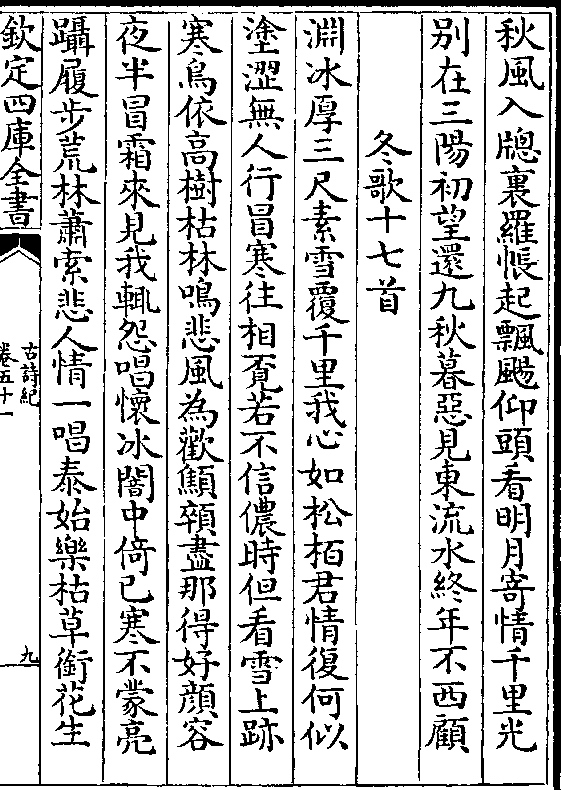 秋風入牕裏羅帳起飄颺仰頭看明月寄情千里光
別在三陽初望還九秋暮惡見東流水終年不西顧
冬歌十七首
淵冰厚三尺素雪覆千里我心如松栢君情復何似
塗澀無人行冒寒往相覔若不信儂時但看雪上跡
寒鳥依高樹枯林鳴悲風為歡顦顇盡那得好顔容
夜半冒霜來見我輒怨唱懷冰闇中倚已寒不蒙亮
躡履步荒林蕭索悲人情一唱泰始樂枯草銜花生
欽定四庫全書
古詩紀
卷五十一
九